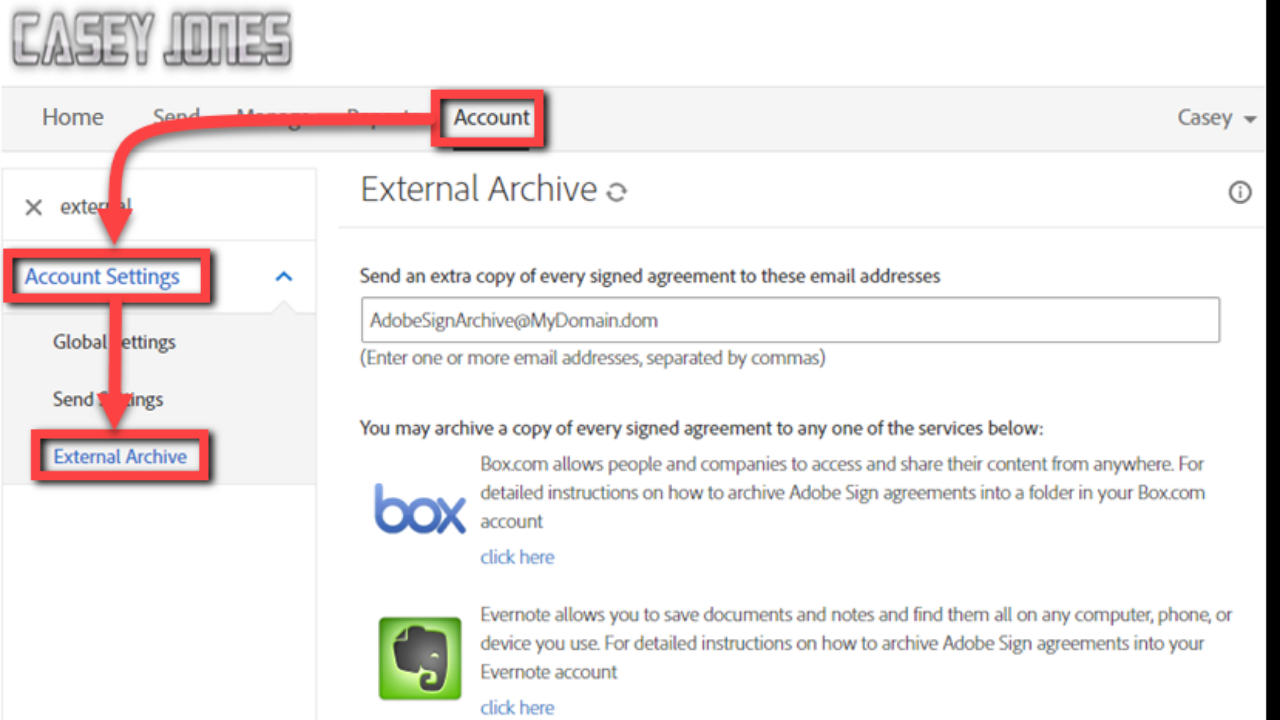 CASEY JONES
Home Send Manage Reports Account Casey
external
External Archive
Account Settings
Send an extra copy of every signed agreement to these email addresses
AdobeSignArchive@MyDomain.dom
Global Settings
(Enter one or more email addresses, separated by commas)
Send Settings
You may archive a copy of every signed agreement to any one of the services below:
External Archive
box
Box.com allows people and companies to access and share their content from anywhere. For
detailed instructions on how to archive Adobe Sign agreements into a folder in your Box.com
account
click here
Evernote allows you to save documents and notes and find them all on any computer, phone, or
device you use. For detailed instructions on how to archive Adobe Sign agreements into your
Evernote account
click here